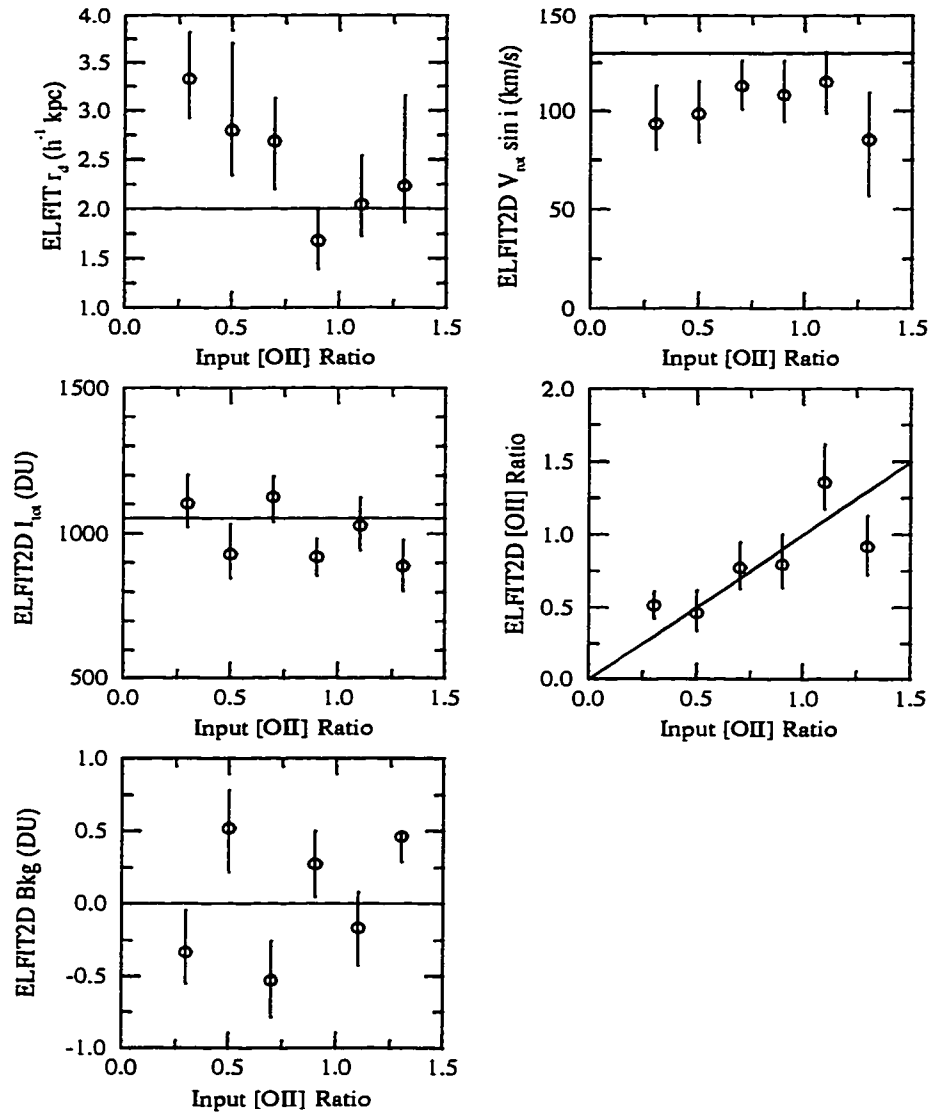 4.0
3.5
3.0
2.5
2.0
1.5
1.0
ELFIT r_d (h^-1 kpc)
0.0 0.5 1.0 1.5
Input [OII] Ratio
150
100
50
0
ELFIT2D V_rot sin i (km/s)
0.0 0.5 1.0 1.5
Input [OII] Ratio
1500
1000
500
ELFIT2D I_tot (DU)
0.0 0.5 1.0 1.5
Input [OII] Ratio
2.0
1.5
1.0
0.5
0.0
ELFIT2D [OII] Ratio
0.0 0.5 1.0 1.5
Input [OII] Ratio
1.0
0.5
0.0
-0.5
-1.0
ELFIT2D Bkg (DU)
0.0 0.5 1.0 1.5
Input [OII] Ratio